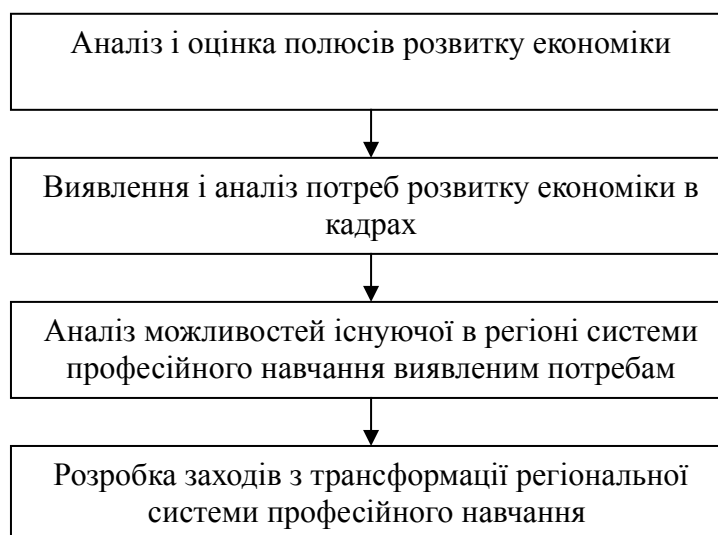 Аналіз і оцінка полюсів розвитку економіки
Виявлення і аналіз потреб розвитку економіки в
кадрах
Аналіз можливостей існуючої в регіоні системи
професійного навчання виявленим потребам
Розробка заходів з трансформації регіональної
системи професійного навчання